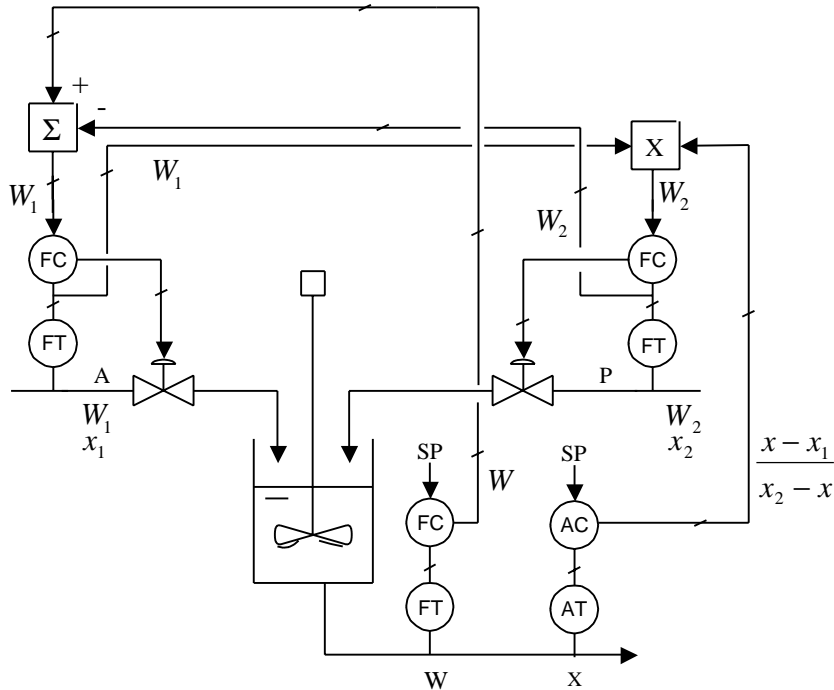 +
-
Σ
X
W₁
W₁
W₂
W₂
FC
FC
FT
FT
A
P
W₁
x₁
W₂
x₂
SP
SP
W
x − x₁
x₂ − x
FC
AC
FT
AT
W
X